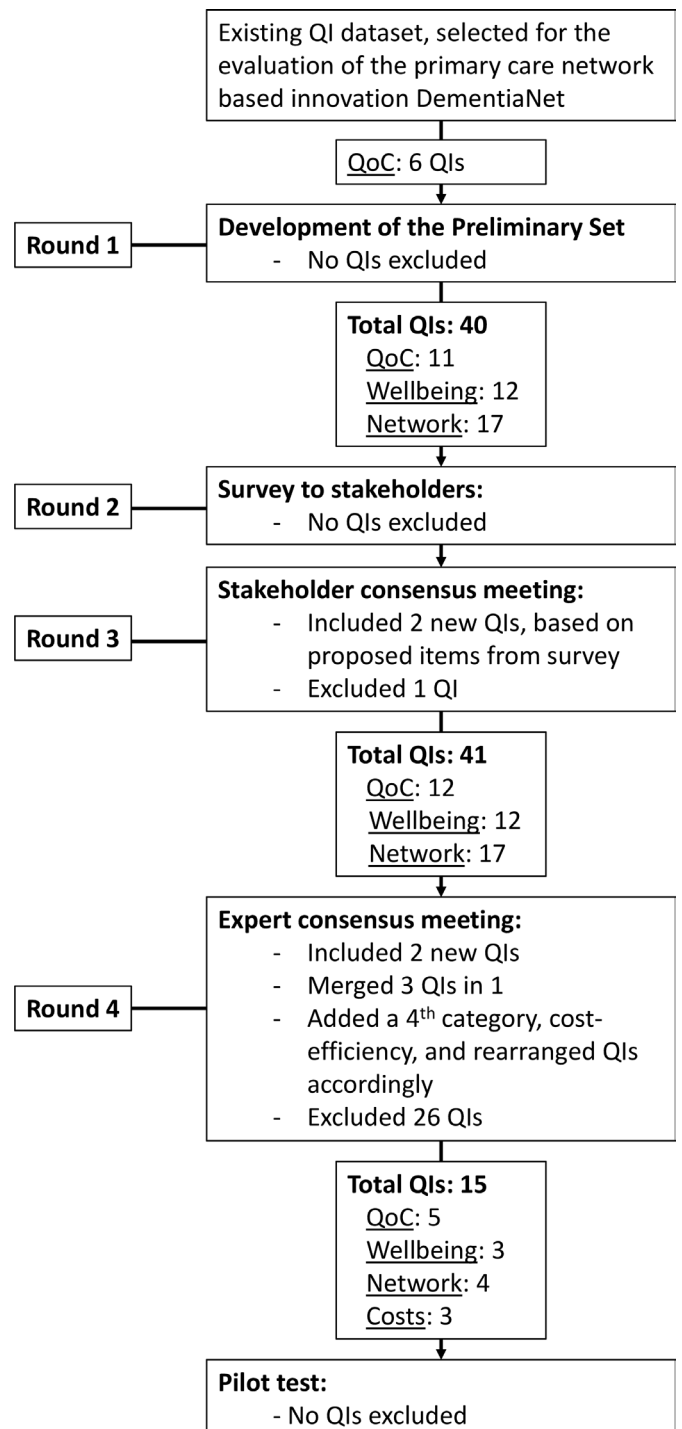 Existing QI dataset, selected for the
evaluation of the primary care network
based innovation DementiaNet
QoC: 6 QIs
Round 1
Development of the Preliminary Set
- No QIs excluded
Total QIs: 40
QoC: 11
Wellbeing: 12
Network: 17
Round 2
Survey to stakeholders:
- No QIs excluded
Round 3
Stakeholder consensus meeting:
- Included 2 new QIs, based on
proposed items from survey
- Excluded 1 QI
Total QIs: 41
QoC: 12
Wellbeing: 12
Network: 17
Round 4
Expert consensus meeting:
- Included 2 new QIs
- Merged 3 QIs in 1
- Added a 4th category, cost-
efficiency, and rearranged QIs
accordingly
- Excluded 26 QIs
Total QIs: 15
QoC: 5
Wellbeing: 3
Network: 4
Costs: 3
Pilot test:
- No QIs excluded